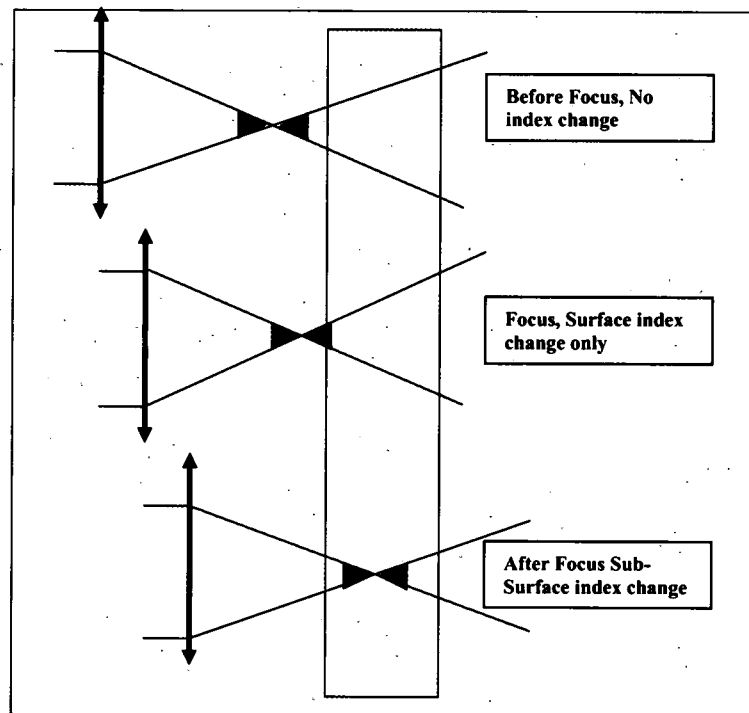 Before Focus, No
index change
Focus, Surface index
change only
After Focus Sub-
Surface index change